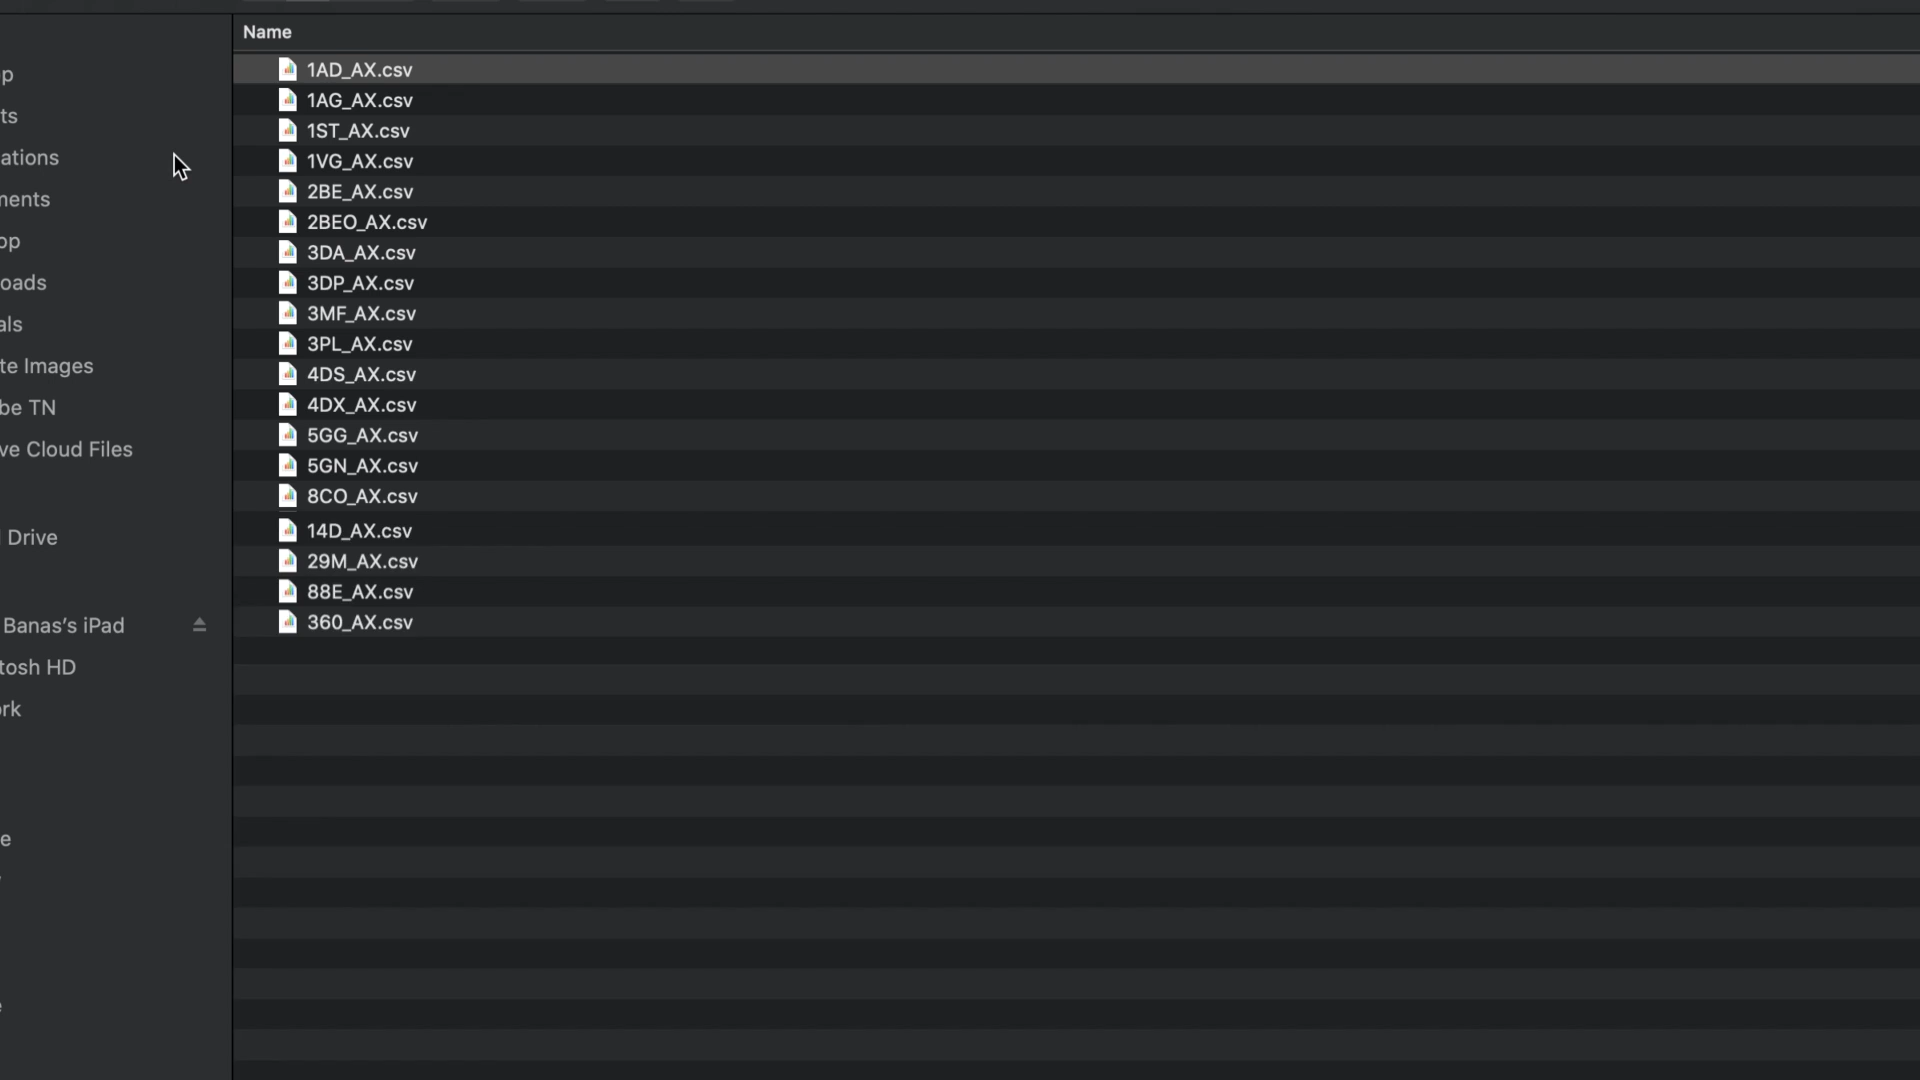 Name
1AD_AX.csv
1AG_AX.csv
1ST_AX.csv
1VG_AX.csv
2BE_AX.csv
2BEO_AX.csv
3DA_AX.csv
3DP_AX.csv
3MF_AX.csv
3PL_AX.csv
4DS_AX.csv
4DX_AX.csv
5GG_AX.csv
5GN_AX.csv
8CO_AX.csv
14D_AX.csv
29M_AX.csv
88E_AX.csv
360_AX.csv
p
ts
ations
ments
op
oads
als
te Images
be TN
ve Cloud Files
Drive
Banas's iPad
tosh HD
ork
e